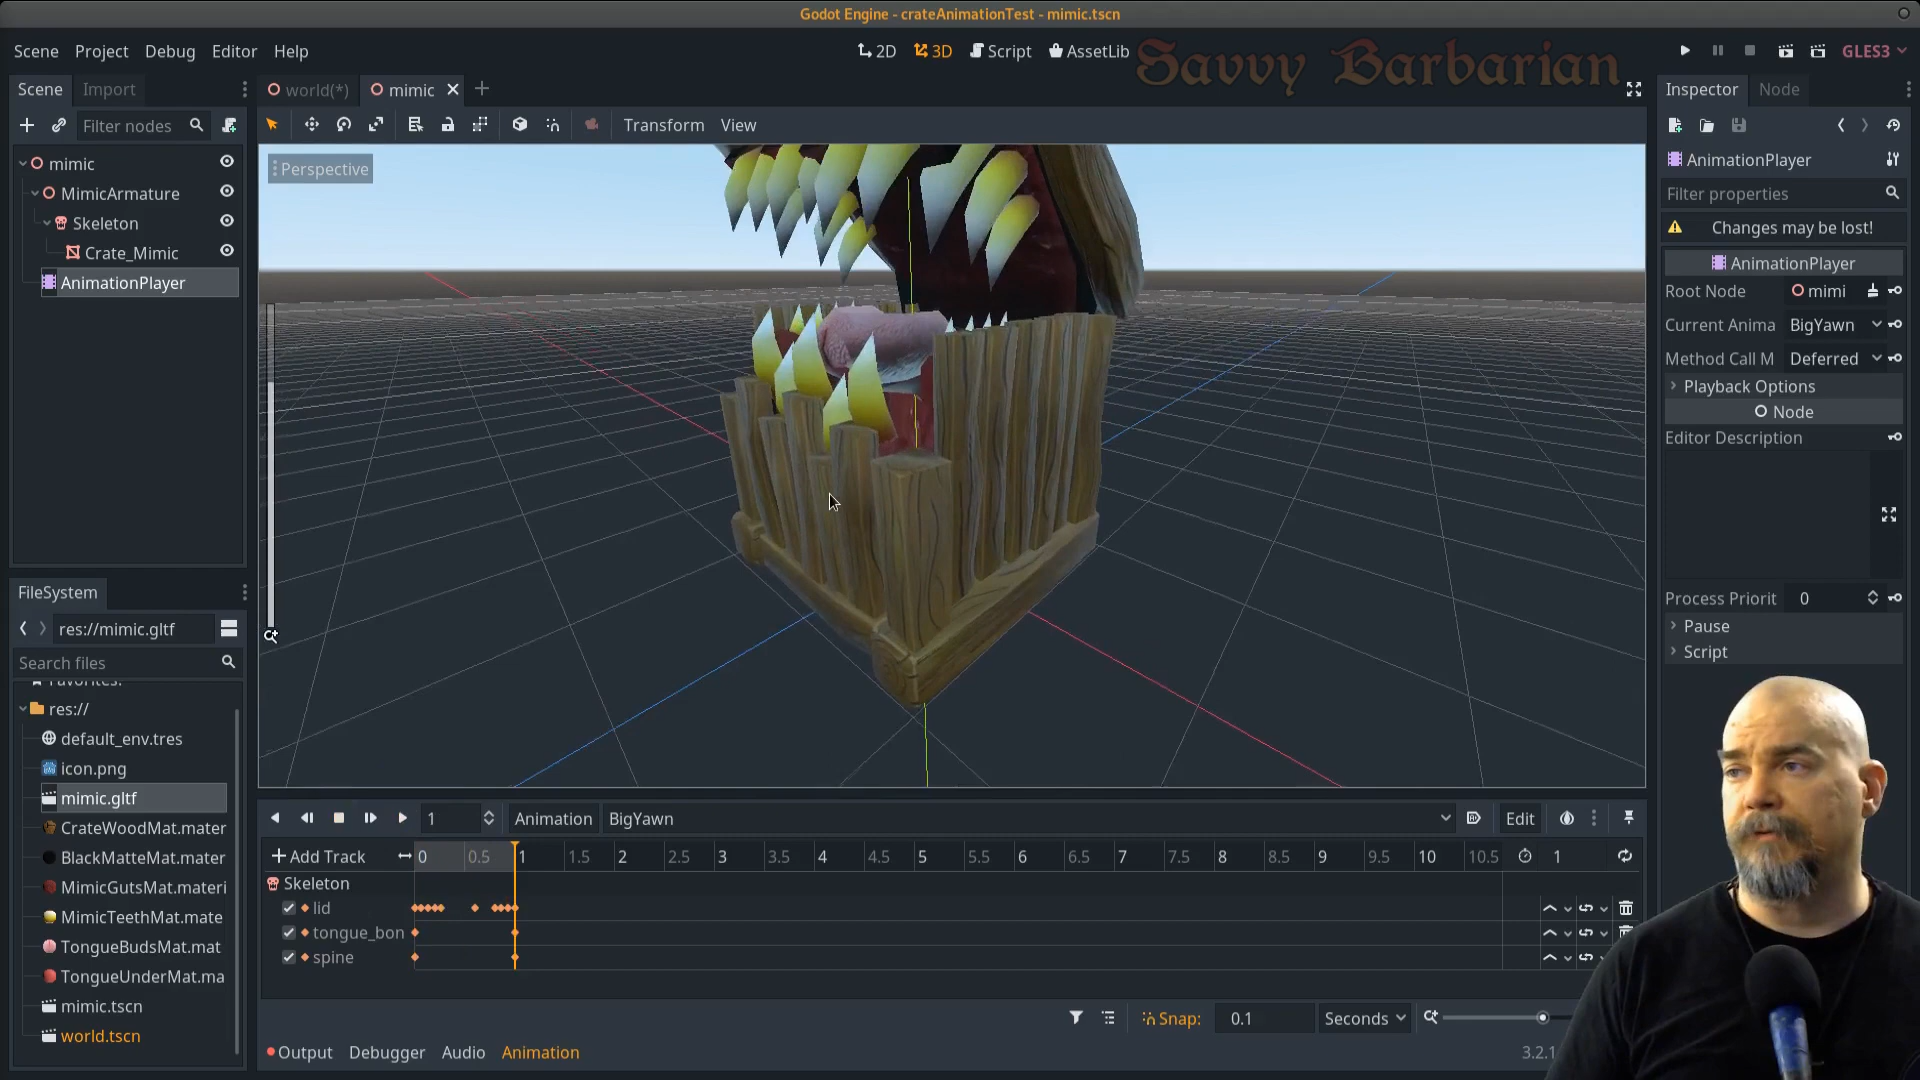 Godot Engine - crateAnimationTest - mimic.tscn
Scene Project Debug Editor Help
2D 3D Script AssetLib
Savvy Barbarian
GLES3
Scene Import
world(*) mimic
Inspector Node
Filter nodes
Transform View
mimic
MimicArmature
Skeleton
Crate_Mimic
AnimationPlayer
Perspective
AnimationPlayer
Filter properties
Changes may be lost!
AnimationPlayer
Root Node mimi
Current Anima BigYawn
Method Call M Deferred
Playback Options
Node
Editor Description
Process Priorit 0
Pause
Script
FileSystem
res://mimic.gltf
Search files
Favorites:
res://
default_env.tres
icon.png
mimic.gltf
CrateWoodMat.mater
BlackMatteMat.mater
MimicGutsMat.materi
MimicTeethMat.mate
TongueBudsMat.mat
TongueUnderMat.ma
mimic.tscn
world.tscn
1 Animation BigYawn Edit
Add Track 0 0.5 1 1.5 2 2.5 3 3.5 4 4.5 5 5.5 6 6.5 7 7.5 8 8.5 9 9.5 10 10.5 1
Skeleton
lid
tongue_bon
spine
Snap: 0.1 Seconds
Output Debugger Audio Animation
3.2.1